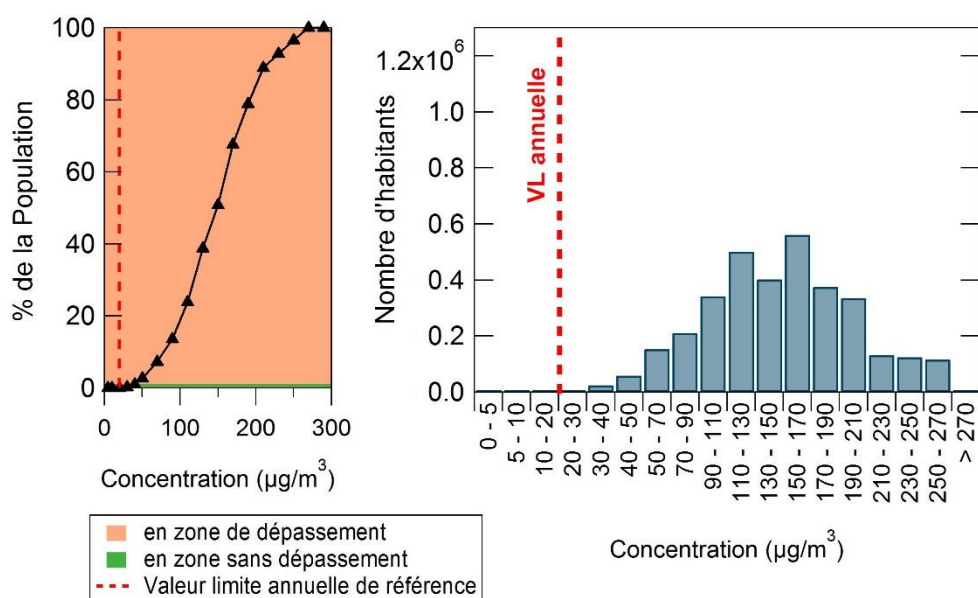 100
80
60
40
20
0
% de la Population
0
100
200
300
Concentration (µg/m³)
en zone de dépassement
en zone sans dépassement
Valeur limite annuelle de référence
1.2x10⁶
1.0
0.8
0.6
0.4
0.2
0.0
Nombre d'habitants
VL annuelle
0 - 5
5 - 10
10 - 20
20 - 30
30 - 40
40 - 50
50 - 70
70 - 90
90 - 110
110 - 130
130 - 150
150 - 170
170 - 190
190 - 210
210 - 230
230 - 250
250 - 270
> 270
Concentration (µg/m³)